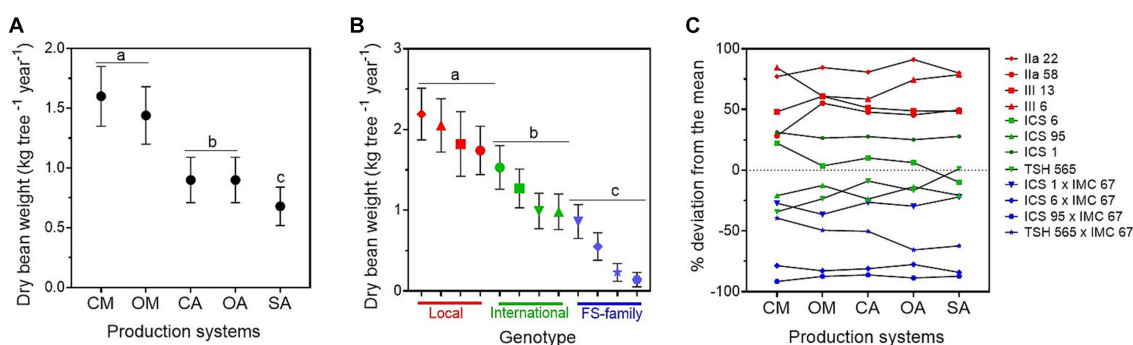 A
Dry bean weight (kg tree⁻¹ year⁻¹)
2.0
1.5
1.0
0.5
0.0
a
b
c
CM OM CA OA SA
Production systems
B
Dry bean weight (kg tree⁻¹ year⁻¹)
3
2
1
0
a
b
c
Local International FS-family
Genotype
C
% deviation from the mean
100
50
0
-50
-100
CM OM CA OA SA
Production systems
IIa 22
IIa 58
III 13
III 6
ICS 6
ICS 95
ICS 1
TSH 565
ICS 1 x IMC 67
ICS 6 x IMC 67
ICS 95 x IMC 67
TSH 565 x IMC 67